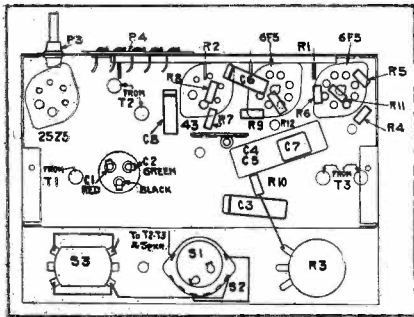 P3
P4
R2
6F5
R1
6F5
R8
C6
R5
FROM
T2
R11
25Z5
C8
43
R7
R9
R12
R6
R4
C4
C5
C7
FROM
T1
C1
RED
C2
GREEN
BLACK
R10
FROM
T3
C3
To T2-T3
& Spkr.
S3
S1
S2
R3